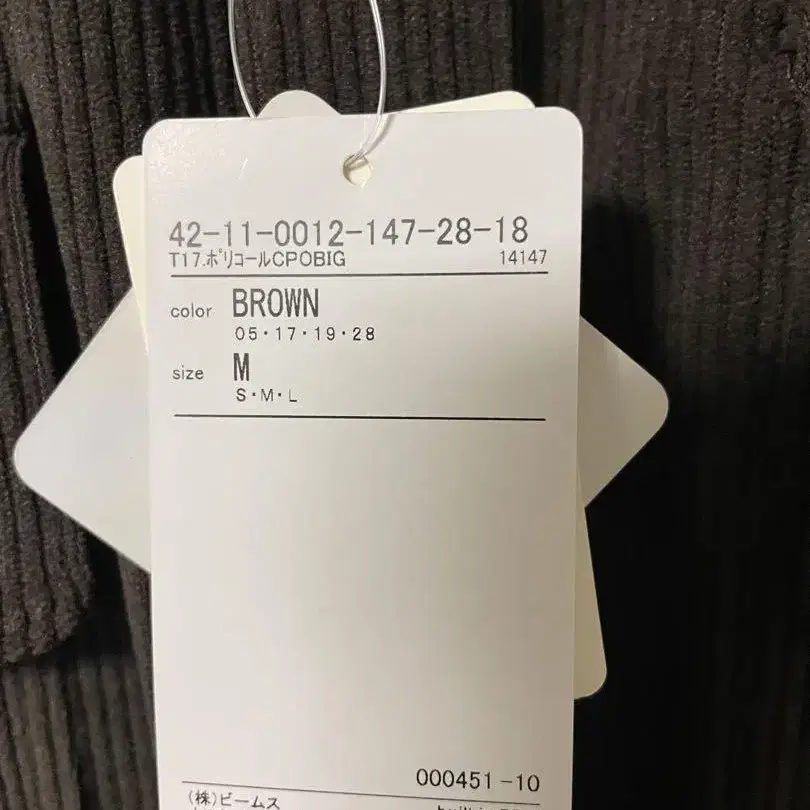 42-11-0012-147-28-18
T17.ﾎﾟﾘｺｰﾙCPOBIG 14147
color BROWN
05・17・19・28
size M
S・M・L
000451-10
(株)ビームス